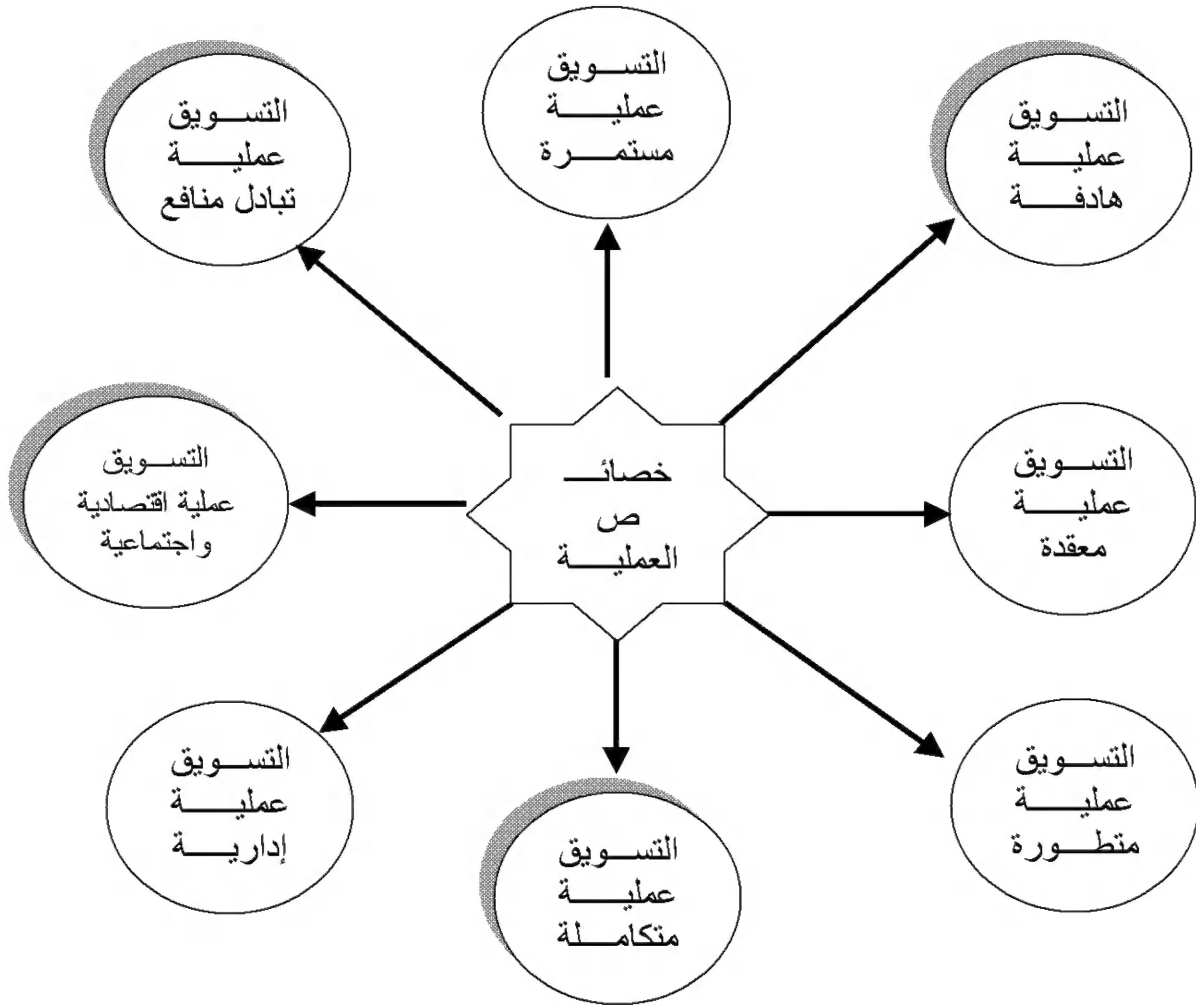 التسويق
عملية
هادفة
التسويق
عملية
مستمرة
التسويق
عملية
تبادل منافع
التسويق
عملية
معقدة
خصائـ
ص
العملية
التسويق
عملية اقتصادية
واجتماعية
التسويق
عملية
متطورة
التسويق
عملية
متكاملة
التسويق
عملية
إدارية